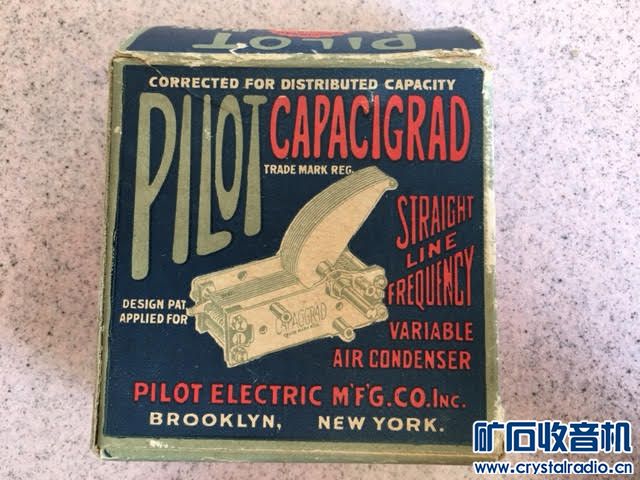 PILOT
CORRECTED FOR DISTRIBUTED CAPACITY
PILOT CAPACIGRAD
TRADE MARK REG.
STRAIGHT
LINE
FREQUENCY
DESIGN PAT.
APPLIED FOR
CAPACIGRAD
VARIABLE
AIR CONDENSER
PILOT ELECTRIC M'F'G.CO.INC.
BROOKLYN, NEW YORK.
矿石收音机
www.crystalradio.cn